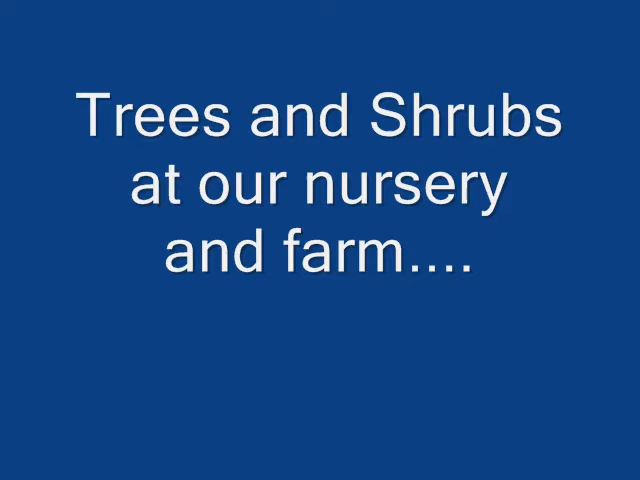 Trees and Shrubs
at our nursery
and farm....